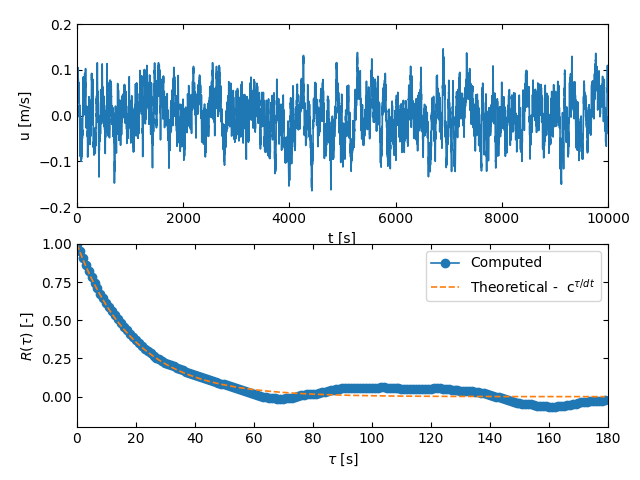 0.2
0.1
0.0
−0.1
−0.2
u [m/s]
0 2000 4000 6000 8000 10000
t [s]
1.00
0.75
0.50
0.25
0.00
R(τ) [-]
Computed
Theoretical - c^{τ/dt}
0 20 40 60 80 100 120 140 160 180
τ [s]